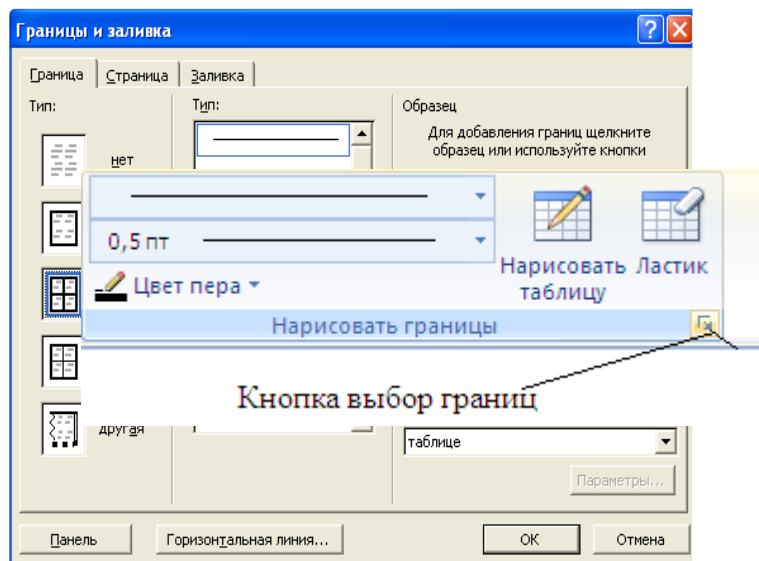 Границы и заливка
Граница Страница Заливка
Тип:
Тип:
Образец
Для добавления границ щелкните
образец или используйте кнопки
нет
0,5 пт
Цвет пера
Нарисовать
таблицу
Ластик
Нарисовать границы
Кнопка выбор границ
другая
таблице
Параметры...
Панель
Горизонтальная линия...
ОК
Отмена